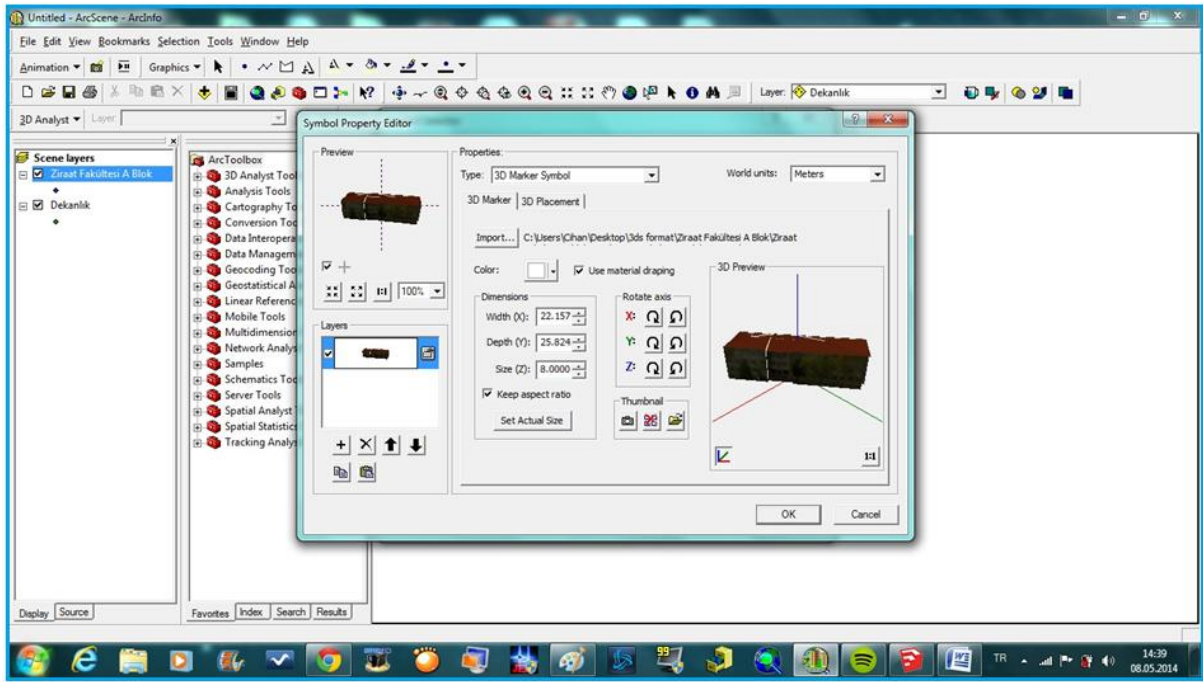 Untitled - ArcScene - ArcInfo
File Edit View Bookmarks Selection Tools Window Help
Animation Graphics
Layer: Dekanlık
3D Analyst Layer:
Scene layers
Ziraat Fakültesi A Blok
Dekanlık
Display Source
ArcToolbox
3D Analyst Tool
Analysis Tools
Cartography To
Conversion Too
Data Interopera
Data Managem
Geocoding Too
Geostatistical A
Linear Referenc
Mobile Tools
Multidimension
Network Analys
Samples
Schematics Too
Server Tools
Spatial Analyst
Spatial Statistic
Tracking Analys
Favorites Index Search Results
Symbol Property Editor
Preview
100%
Layers
Properties:
Type: 3D Marker Symbol World units: Meters
3D Marker 3D Placement
Import... C:\Users\Cihan\Desktop\3ds format\Ziraat Fakültesi A Blok\Ziraat
Color: Use material draping
Dimensions
Width (X): 22.157
Depth (Y): 25.824
Size (Z): 8.0000
Keep aspect ratio
Set Actual Size
Rotate axis
X:
Y:
Z:
Thumbnail
3D Preview
1:1
OK Cancel
99
TR 14:39
08.05.2014